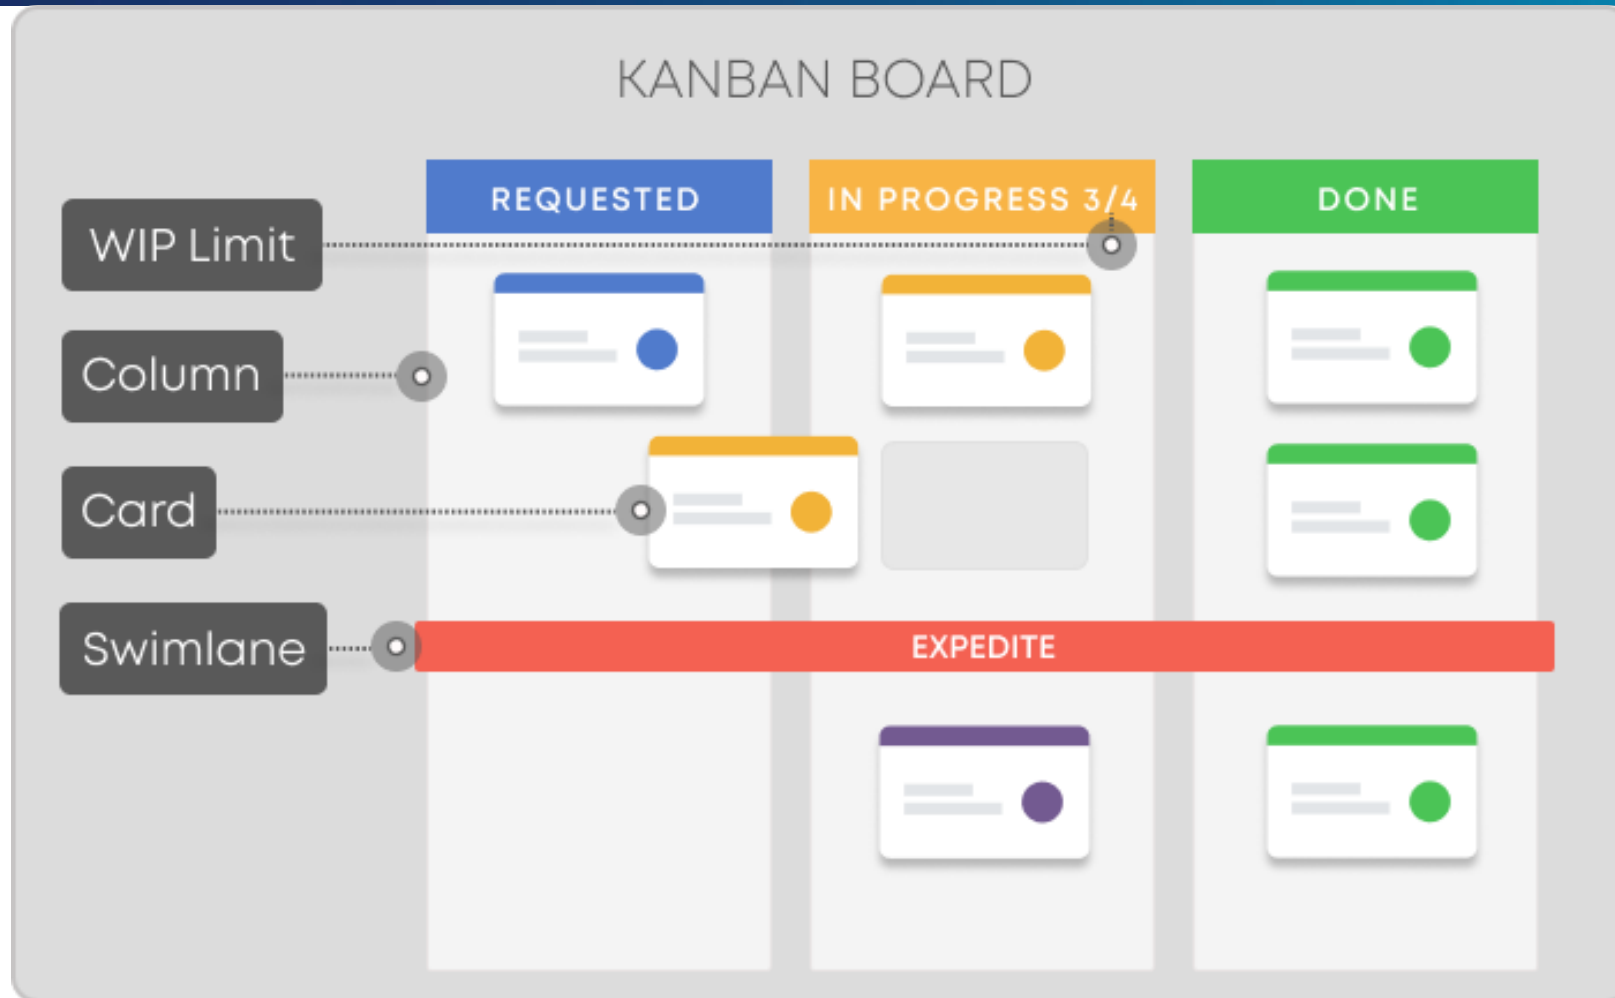 KANBAN BOARD
REQUESTED
IN PROGRESS 3/4
DONE
WIP Limit
Column
Card
Swimlane
EXPEDITE